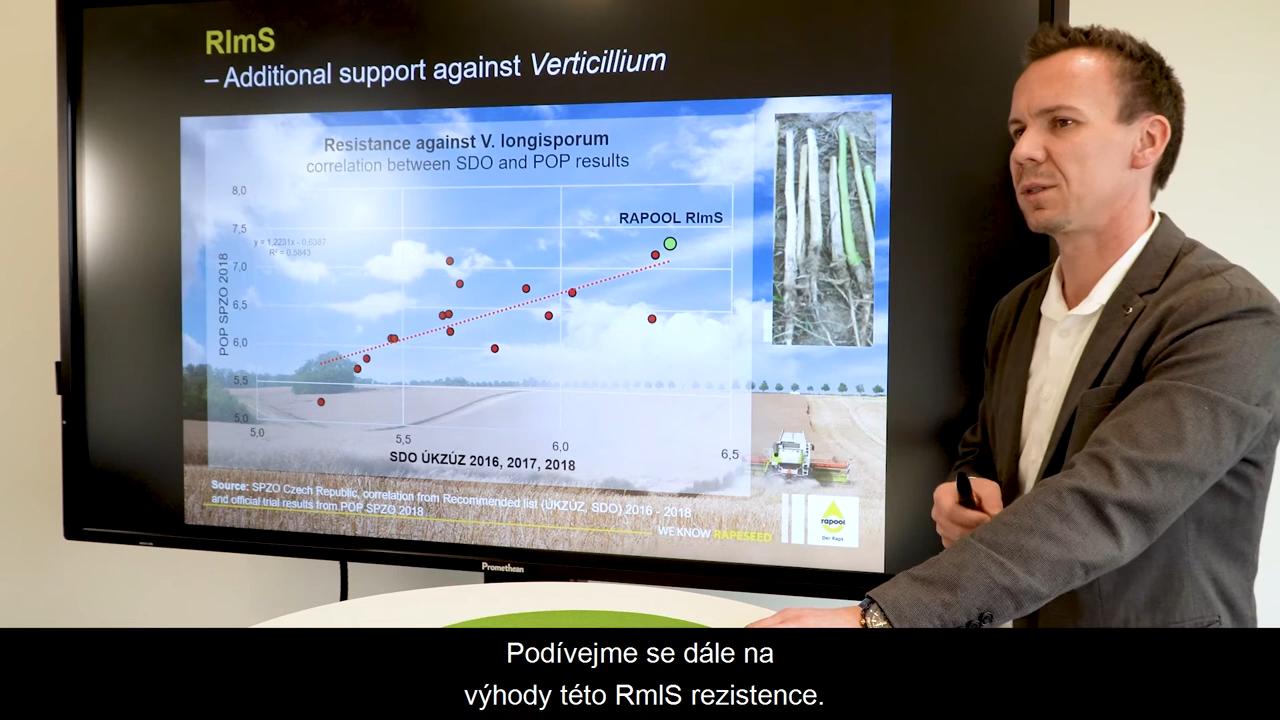 RImS
– Additional support against Verticillium
Resistance against V. longisporum
correlation between SDO and POP results
8,0
7,5
7,0
6,5
6,0
5,5
5,0
POP SPZO 2018
y = 1,2231x - 0,6387
R² = 0,5843
RAPOOL RImS
5,0
5,5
6,0
6,5
SDO ÚKZÚZ 2016, 2017, 2018
Source: SPZO Czech Republic, correlation from Recommended list (ÚKZÚZ, SDO) 2016 - 2018
and official trial results from POP SPZO 2018
WE KNOW RAPESEED
rapool
Der Raps
Promethean
Podívejme se dále na
výhody této RmlS rezistence.